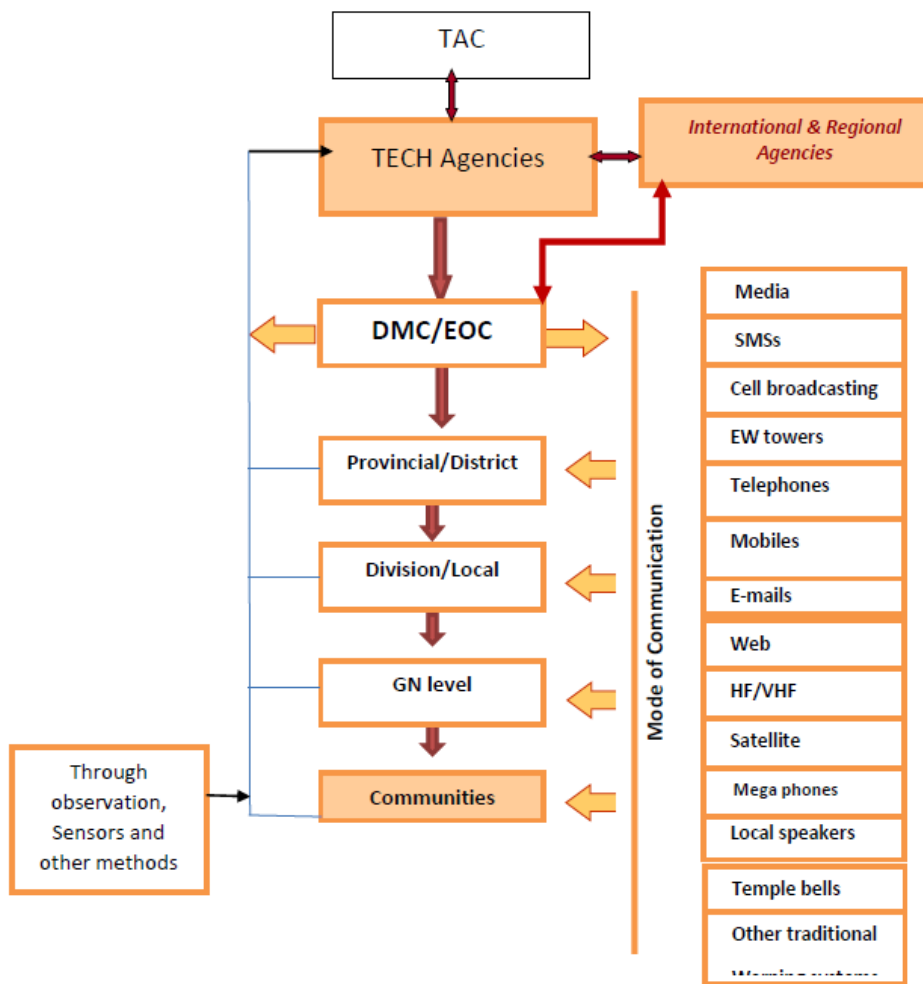 TAC
TECH Agencies
International & Regional
Agencies
DMC/EOC
Provincial/District
Division/Local
GN level
Communities
Through
observation,
Sensors and
other methods
Mode of Communication
Media
SMSs
Cell broadcasting
EW towers
Telephones
Mobiles
E-mails
Web
HF/VHF
Satellite
Mega phones
Local speakers
Temple bells
Other traditional
Warning systems